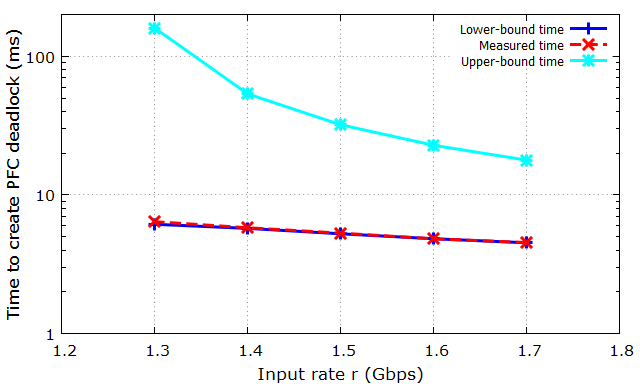 Time to create PFC deadlock (ms)
Lower-bound time
Measured time
Upper-bound time
100
10
1
1.2 1.3 1.4 1.5 1.6 1.7 1.8
Input rate r (Gbps)